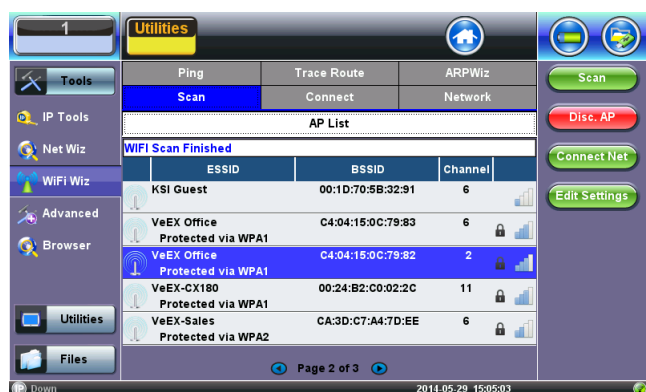 1
Utilities
Tools
Ping Trace Route ARPWiz
Scan
Scan Connect Network
IP Tools
AP List
Disc. AP
Net Wiz
WIFI Scan Finished
Connect Net
ESSID BSSID Channel
WiFi Wiz
KSI Guest 00:1D:70:5B:32:91 6
Edit Settings
Advanced
VeEX Office C4:04:15:0C:79:83 6
Protected via WPA1
Browser
VeEX Office C4:04:15:0C:79:82 2
Protected via WPA1
VeEX-CX180 00:24:B2:C0:02:2C 11
Protected via WPA1
Utilities
VeEX-Sales CA:3D:C7:A4:7D:EE 6
Protected via WPA2
Files
Page 2 of 3
IP Down 2014-05-29 15:05:03